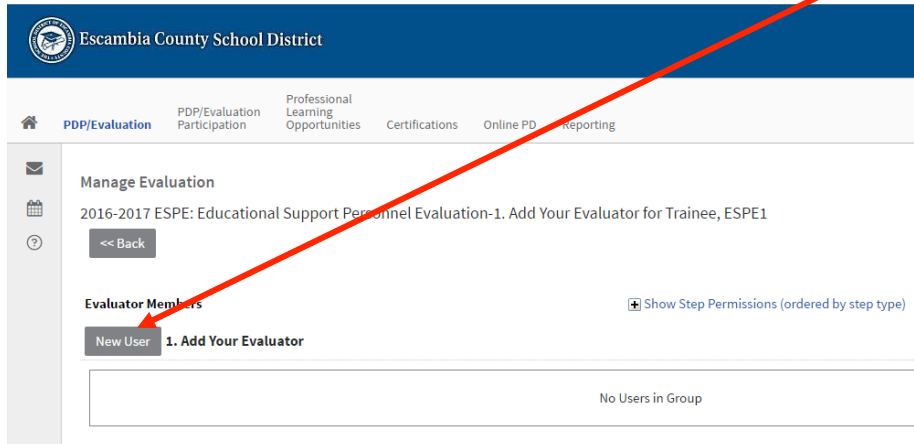 Escambia County School District
PDP/Evaluation
PDP/Evaluation
Participation
Professional
Learning
Opportunities
Certifications
Online PD
Reporting
Manage Evaluation
2016-2017 ESPE: Educational Support Personnel Evaluation-1. Add Your Evaluator for Trainee, ESPE1
<< Back
Evaluator Members
Show Step Permissions (ordered by step type)
New User 1. Add Your Evaluator
No Users in Group